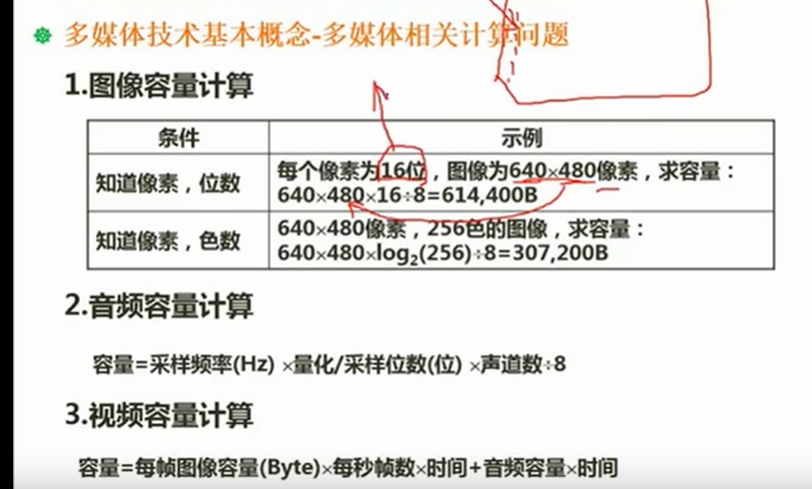 多媒体技术基本概念-多媒体相关计算问题
1.图像容量计算
条件
示例
知道像素，位数
每个像素为16位，图像为640×480像素，求容量：
640×480×16÷8=614,400B
知道像素，色数
640×480像素，256色的图像，求容量：
640×480×log₂(256)÷8=307,200B
2.音频容量计算
容量=采样频率(Hz) ×量化/采样位数(位) ×声道数÷8
3.视频容量计算
容量=每帧图像容量(Byte)×每秒帧数×时间+音频容量×时间